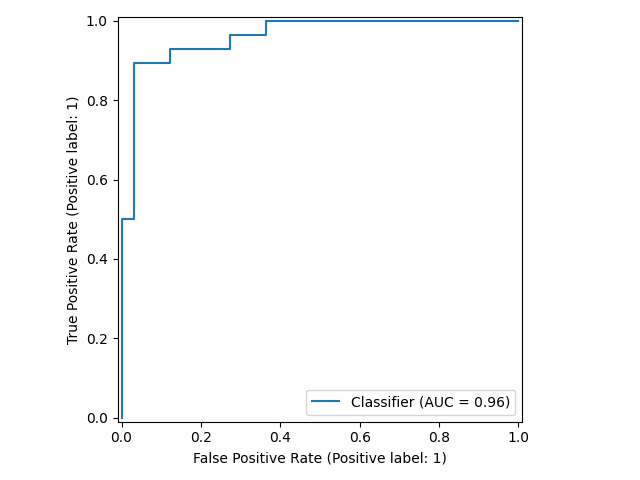 1.0
0.8
0.6
0.4
0.2
0.0
True Positive Rate (Positive label: 1)
Classifier (AUC = 0.96)
0.0 0.2 0.4 0.6 0.8 1.0
False Positive Rate (Positive label: 1)